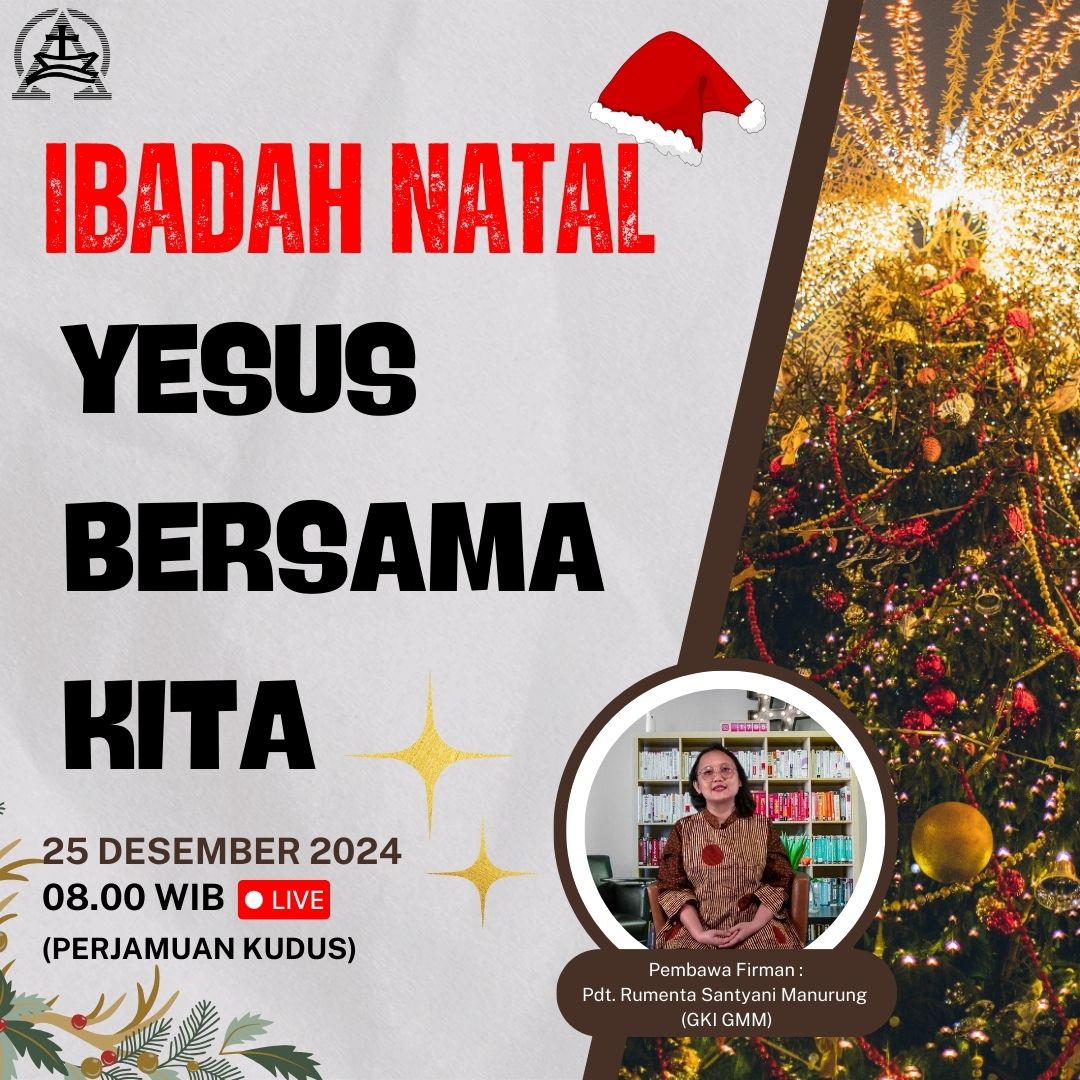 IBADAH NATAL
YESUS
BERSAMA
KITA
25 DESEMBER 2024
08.00 WIB LIVE
(PERJAMUAN KUDUS)
Pembawa Firman :
Pdt. Rumenta Santyani Manurung
(GKI GMM)